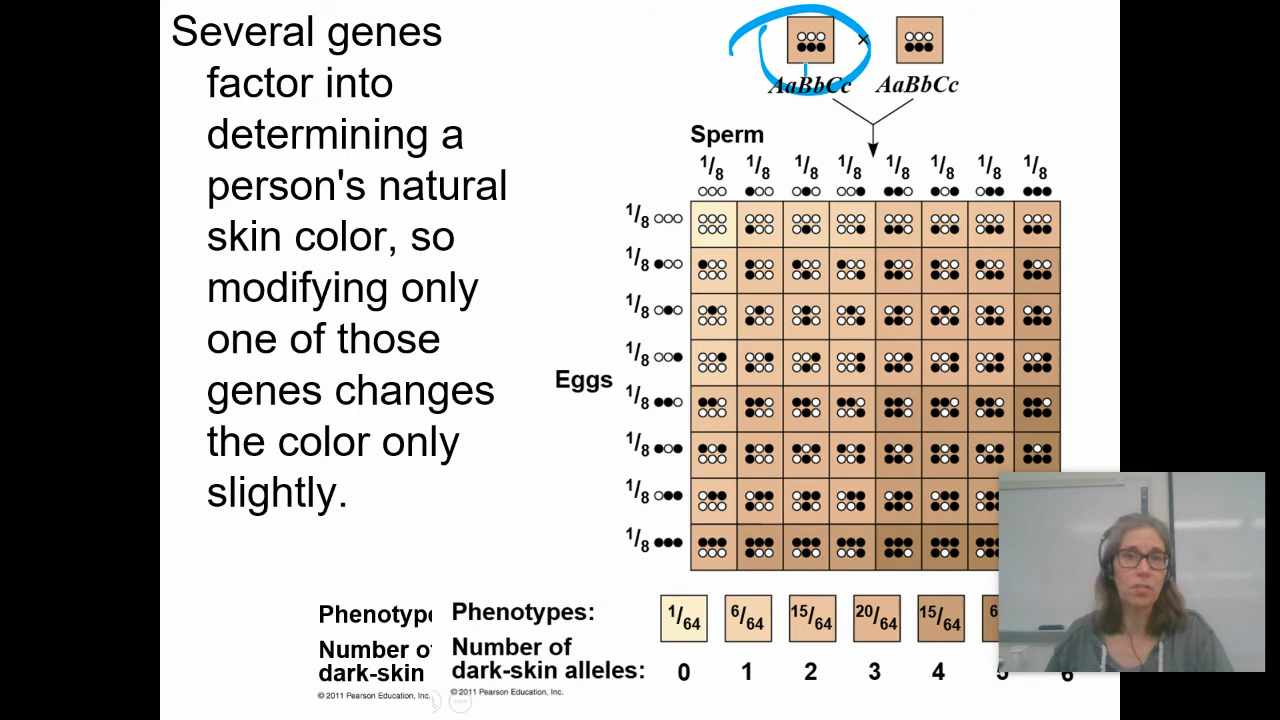 Several genes
factor into
determining a
person's natural
skin color, so
modifying only
one of those
genes changes
the color only
slightly.
×
AaBbCc AaBbCc
Sperm
1/8 1/8 1/8 1/8 1/8 1/8 1/8 1/8
1/8
1/8
1/8
1/8
Eggs
1/8
1/8
1/8
1/8
Phenotypes:
1/64 6/64 15/64 20/64 15/64 6
Number of
dark-skin alleles: 0 1 2 3 4
© 2011 Pearson Education, Inc.
Number
dark-skin
© 2011 Pearson Education, Inc.